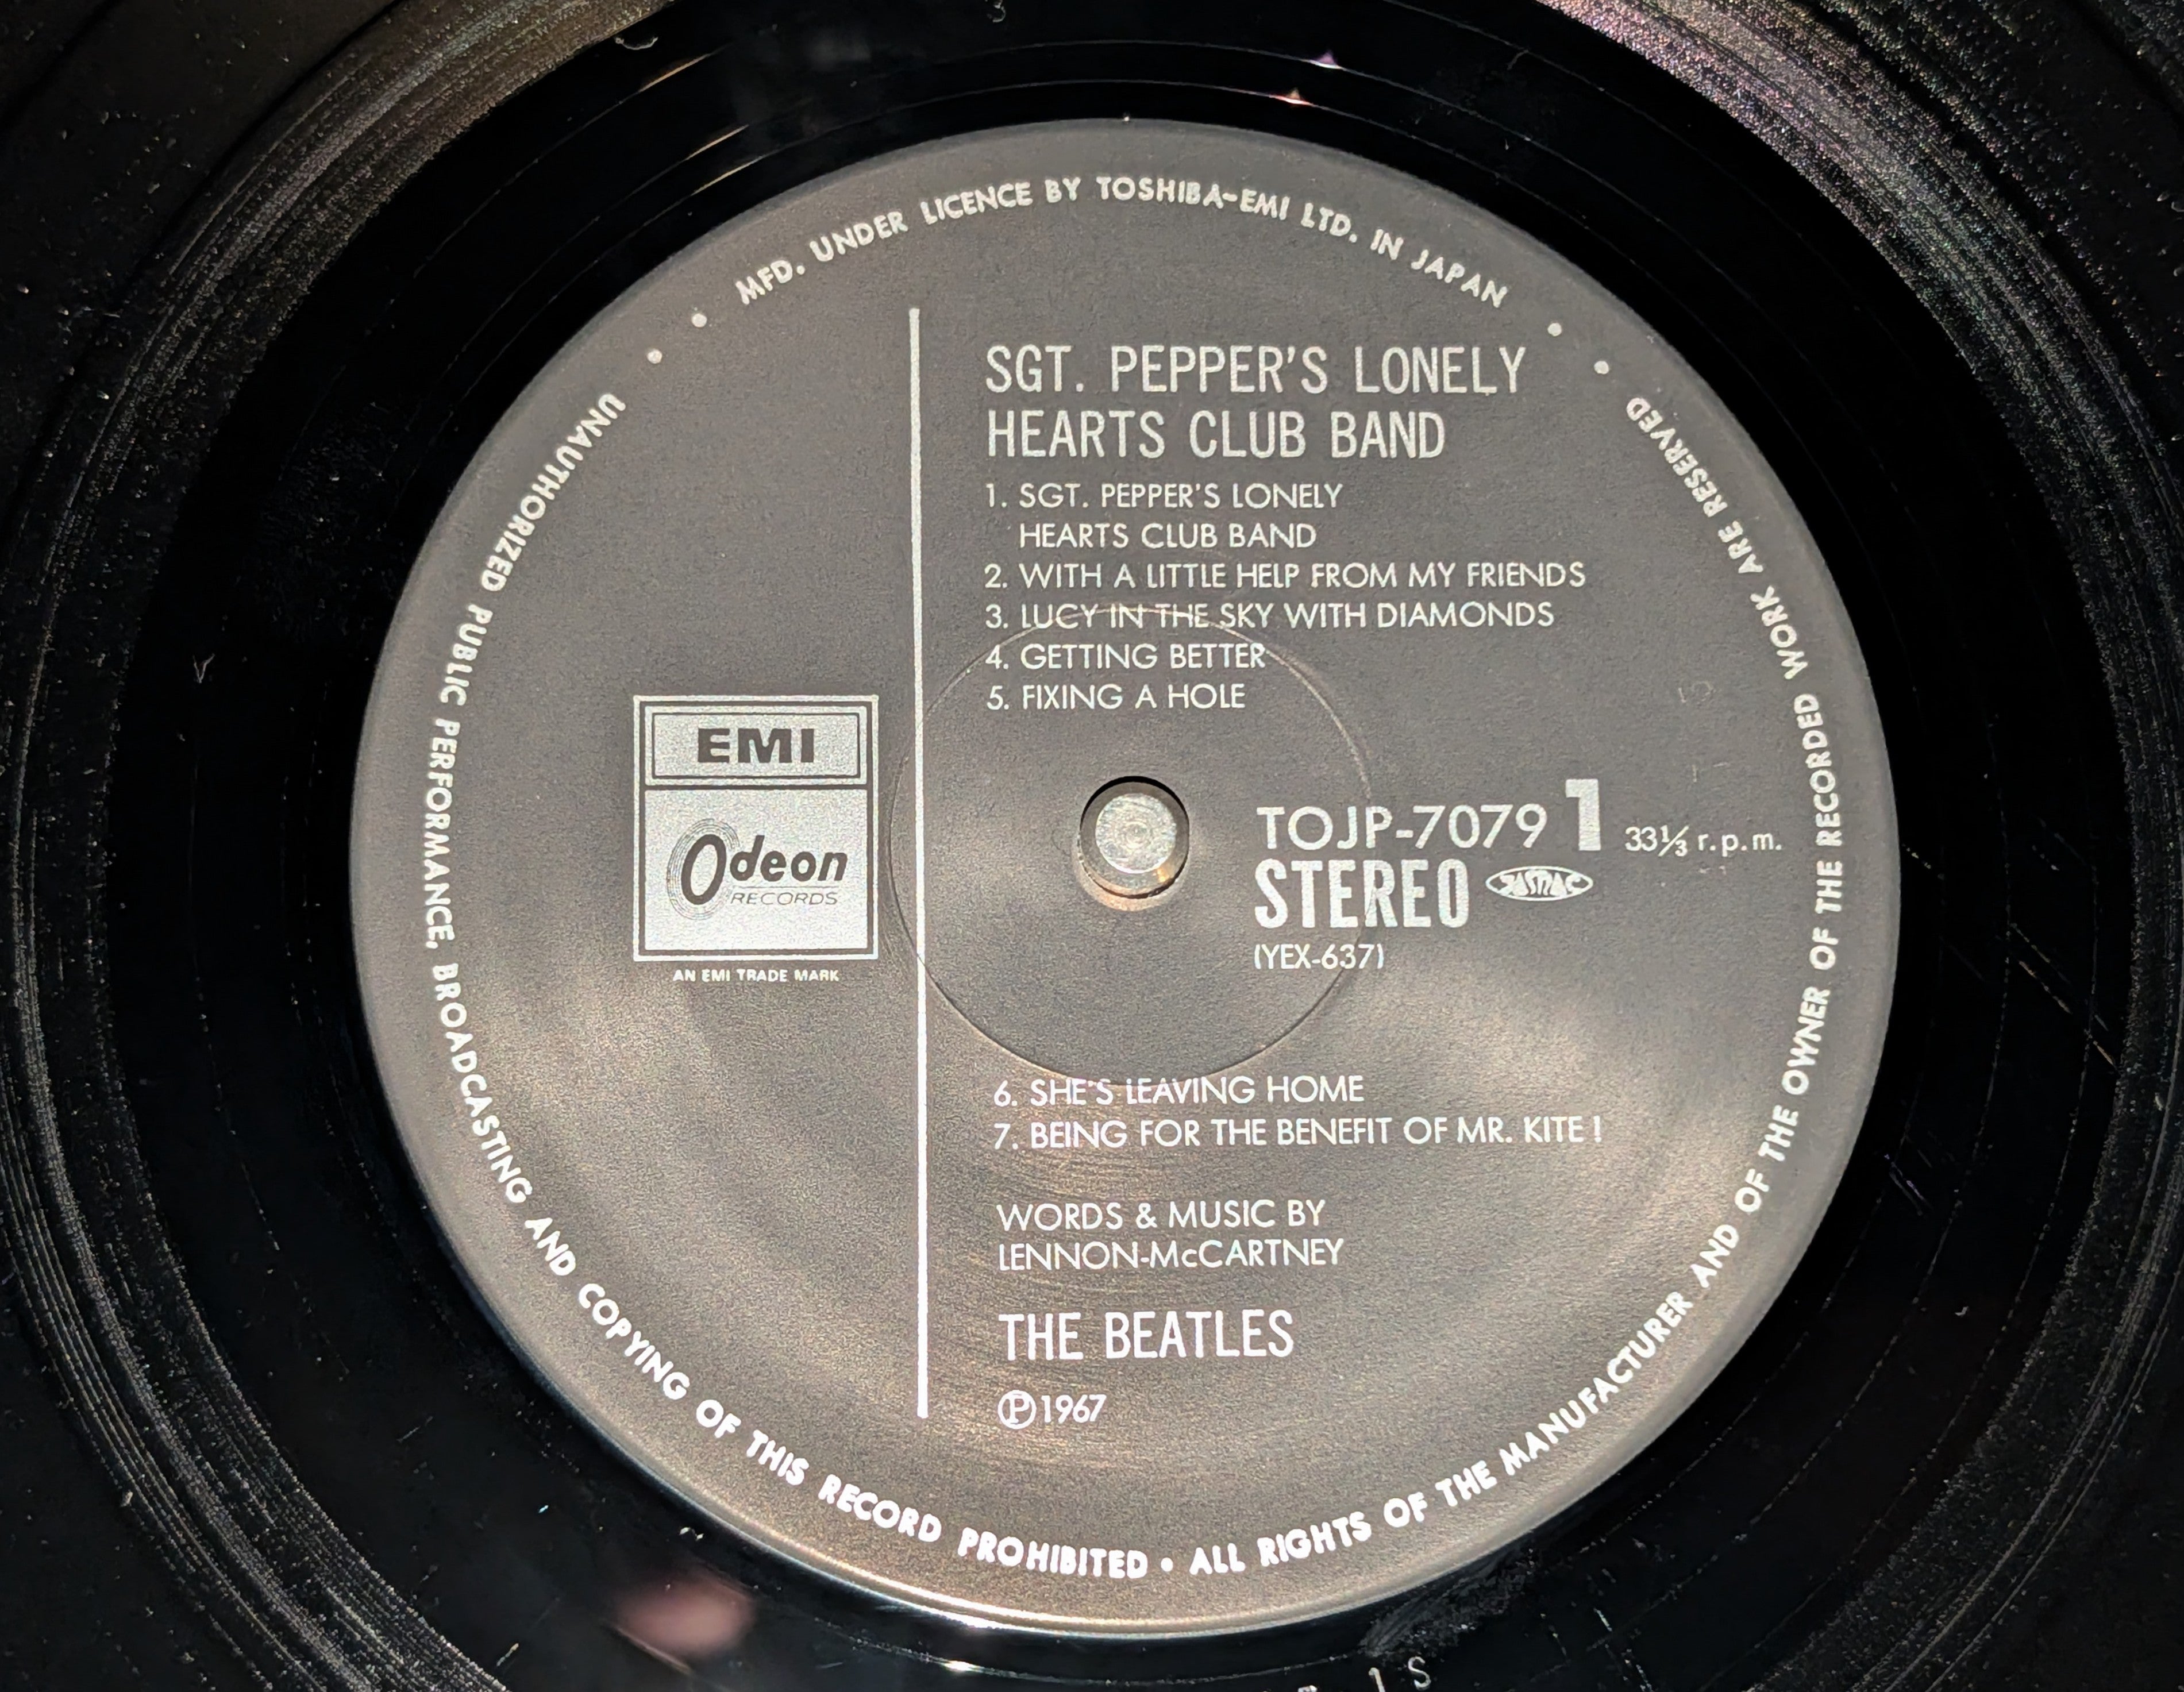 MFD. UNDER LICENCE BY TOSHIBA-EMI LTD. IN JAPAN
SGT. PEPPER'S LONELY
HEARTS CLUB BAND
1. SGT. PEPPER'S LONELY
HEARTS CLUB BAND
2. WITH A LITTLE HELP FROM MY FRIENDS
3. LUCY IN THE SKY WITH DIAMONDS
4. GETTING BETTER
5. FIXING A HOLE
EMI
Odeon
RECORDS
AN EMI TRADE MARK
TOJP-7079 1 33⅓ r.p.m.
STEREO JASRAC
(YEX-637)
6. SHE'S LEAVING HOME
7. BEING FOR THE BENEFIT OF MR. KITE!
WORDS & MUSIC BY
LENNON-McCARTNEY
THE BEATLES
℗1967
UNAUTHORIZED PUBLIC PERFORMANCE, BROADCASTING AND COPYING OF THIS RECORD PROHIBITED • ALL RIGHTS OF THE MANUFACTURER AND OF THE OWNER OF THE RECORDED WORK ARE RESERVED
1S